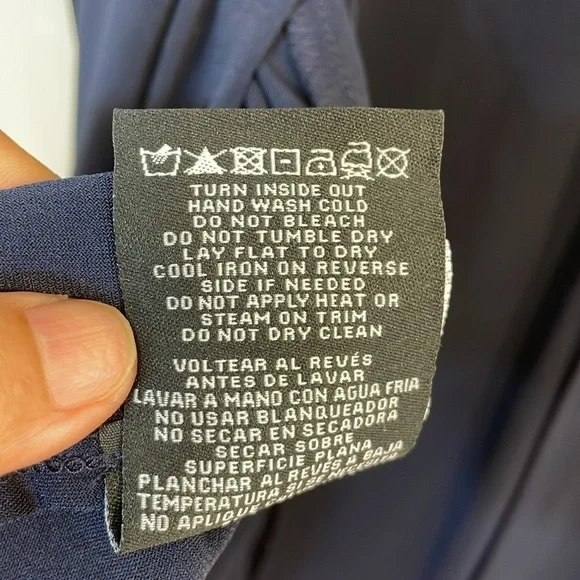 TURN INSIDE OUT
HAND WASH COLD
DO NOT BLEACH
DO NOT TUMBLE DRY
LAY FLAT TO DRY
COOL IRON ON REVERSE
SIDE IF NEEDED
DO NOT APPLY HEAT OR
STEAM ON TRIM
DO NOT DRY CLEAN
VOLTEAR AL REVÉS
ANTES DE LAVAR
LAVAR A MANO CON AGUA FRIA
NO USAR BLANQUEADOR
NO SECAR EN SECADORA
SECAR SOBRE
SUPERFICIE PLANA
PLANCHAR AL REVÉS A BAJA
TEMPERATURA SI SE
NO